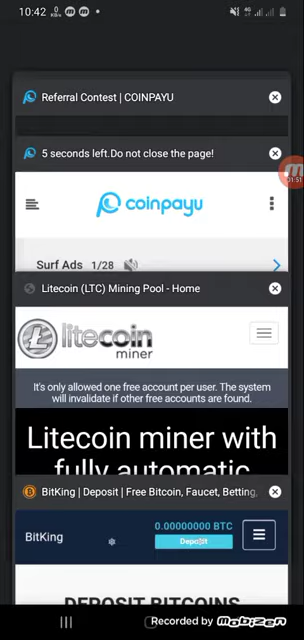 10:42
Referral Contest | COINPAYU
5 seconds left.Do not close the page!
coinpayu
Surf Ads 1/28
Litecoin (LTC) Mining Pool - Home
litecoin
miner
It's only allowed one free account per user. The system
will invalidate if other free accounts are found.
Litecoin miner with
fully automatic
BitKing | Deposit | Free Bitcoin, Faucet, Betting,
0.00000000 BTC
BitKing
Deposit
DEPOSIT BITCOINS
Recorded by Mobizen